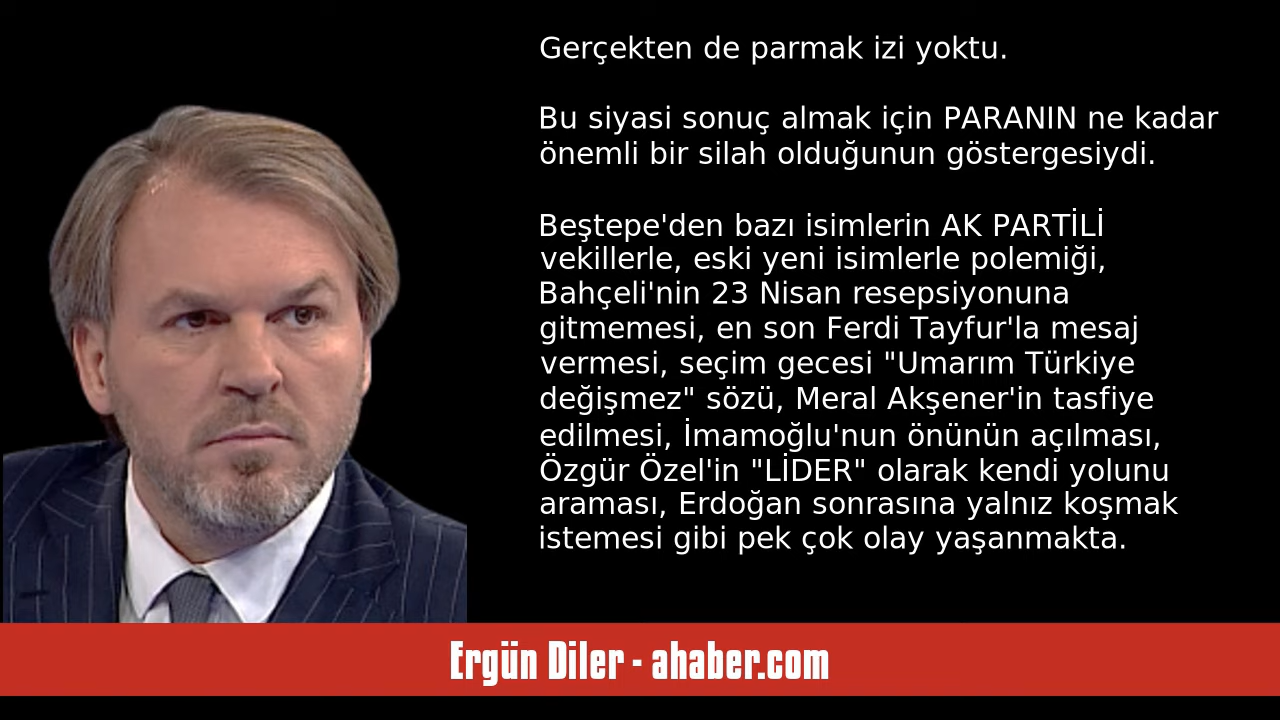 Gerçekten de parmak izi yoktu.
Bu siyasi sonuç almak için PARANIN ne kadar
önemli bir silah olduğunun göstergesiydi.
Beştepe'den bazı isimlerin AK PARTİLİ
vekillerle, eski yeni isimlerle polemiği,
Bahçeli'nin 23 Nisan resepsiyonuna
gitmemesi, en son Ferdi Tayfur'la mesaj
vermesi, seçim gecesi "Umarım Türkiye
değişmez" sözü, Meral Akşener'in tasfiye
edilmesi, İmamoğlu'nun önünün açılması,
Özgür Özel'in "LİDER" olarak kendi yolunu
araması, Erdoğan sonrasına yalnız koşmak
istemesi gibi pek çok olay yaşanmakta.
Ergün Diler - ahaber.com